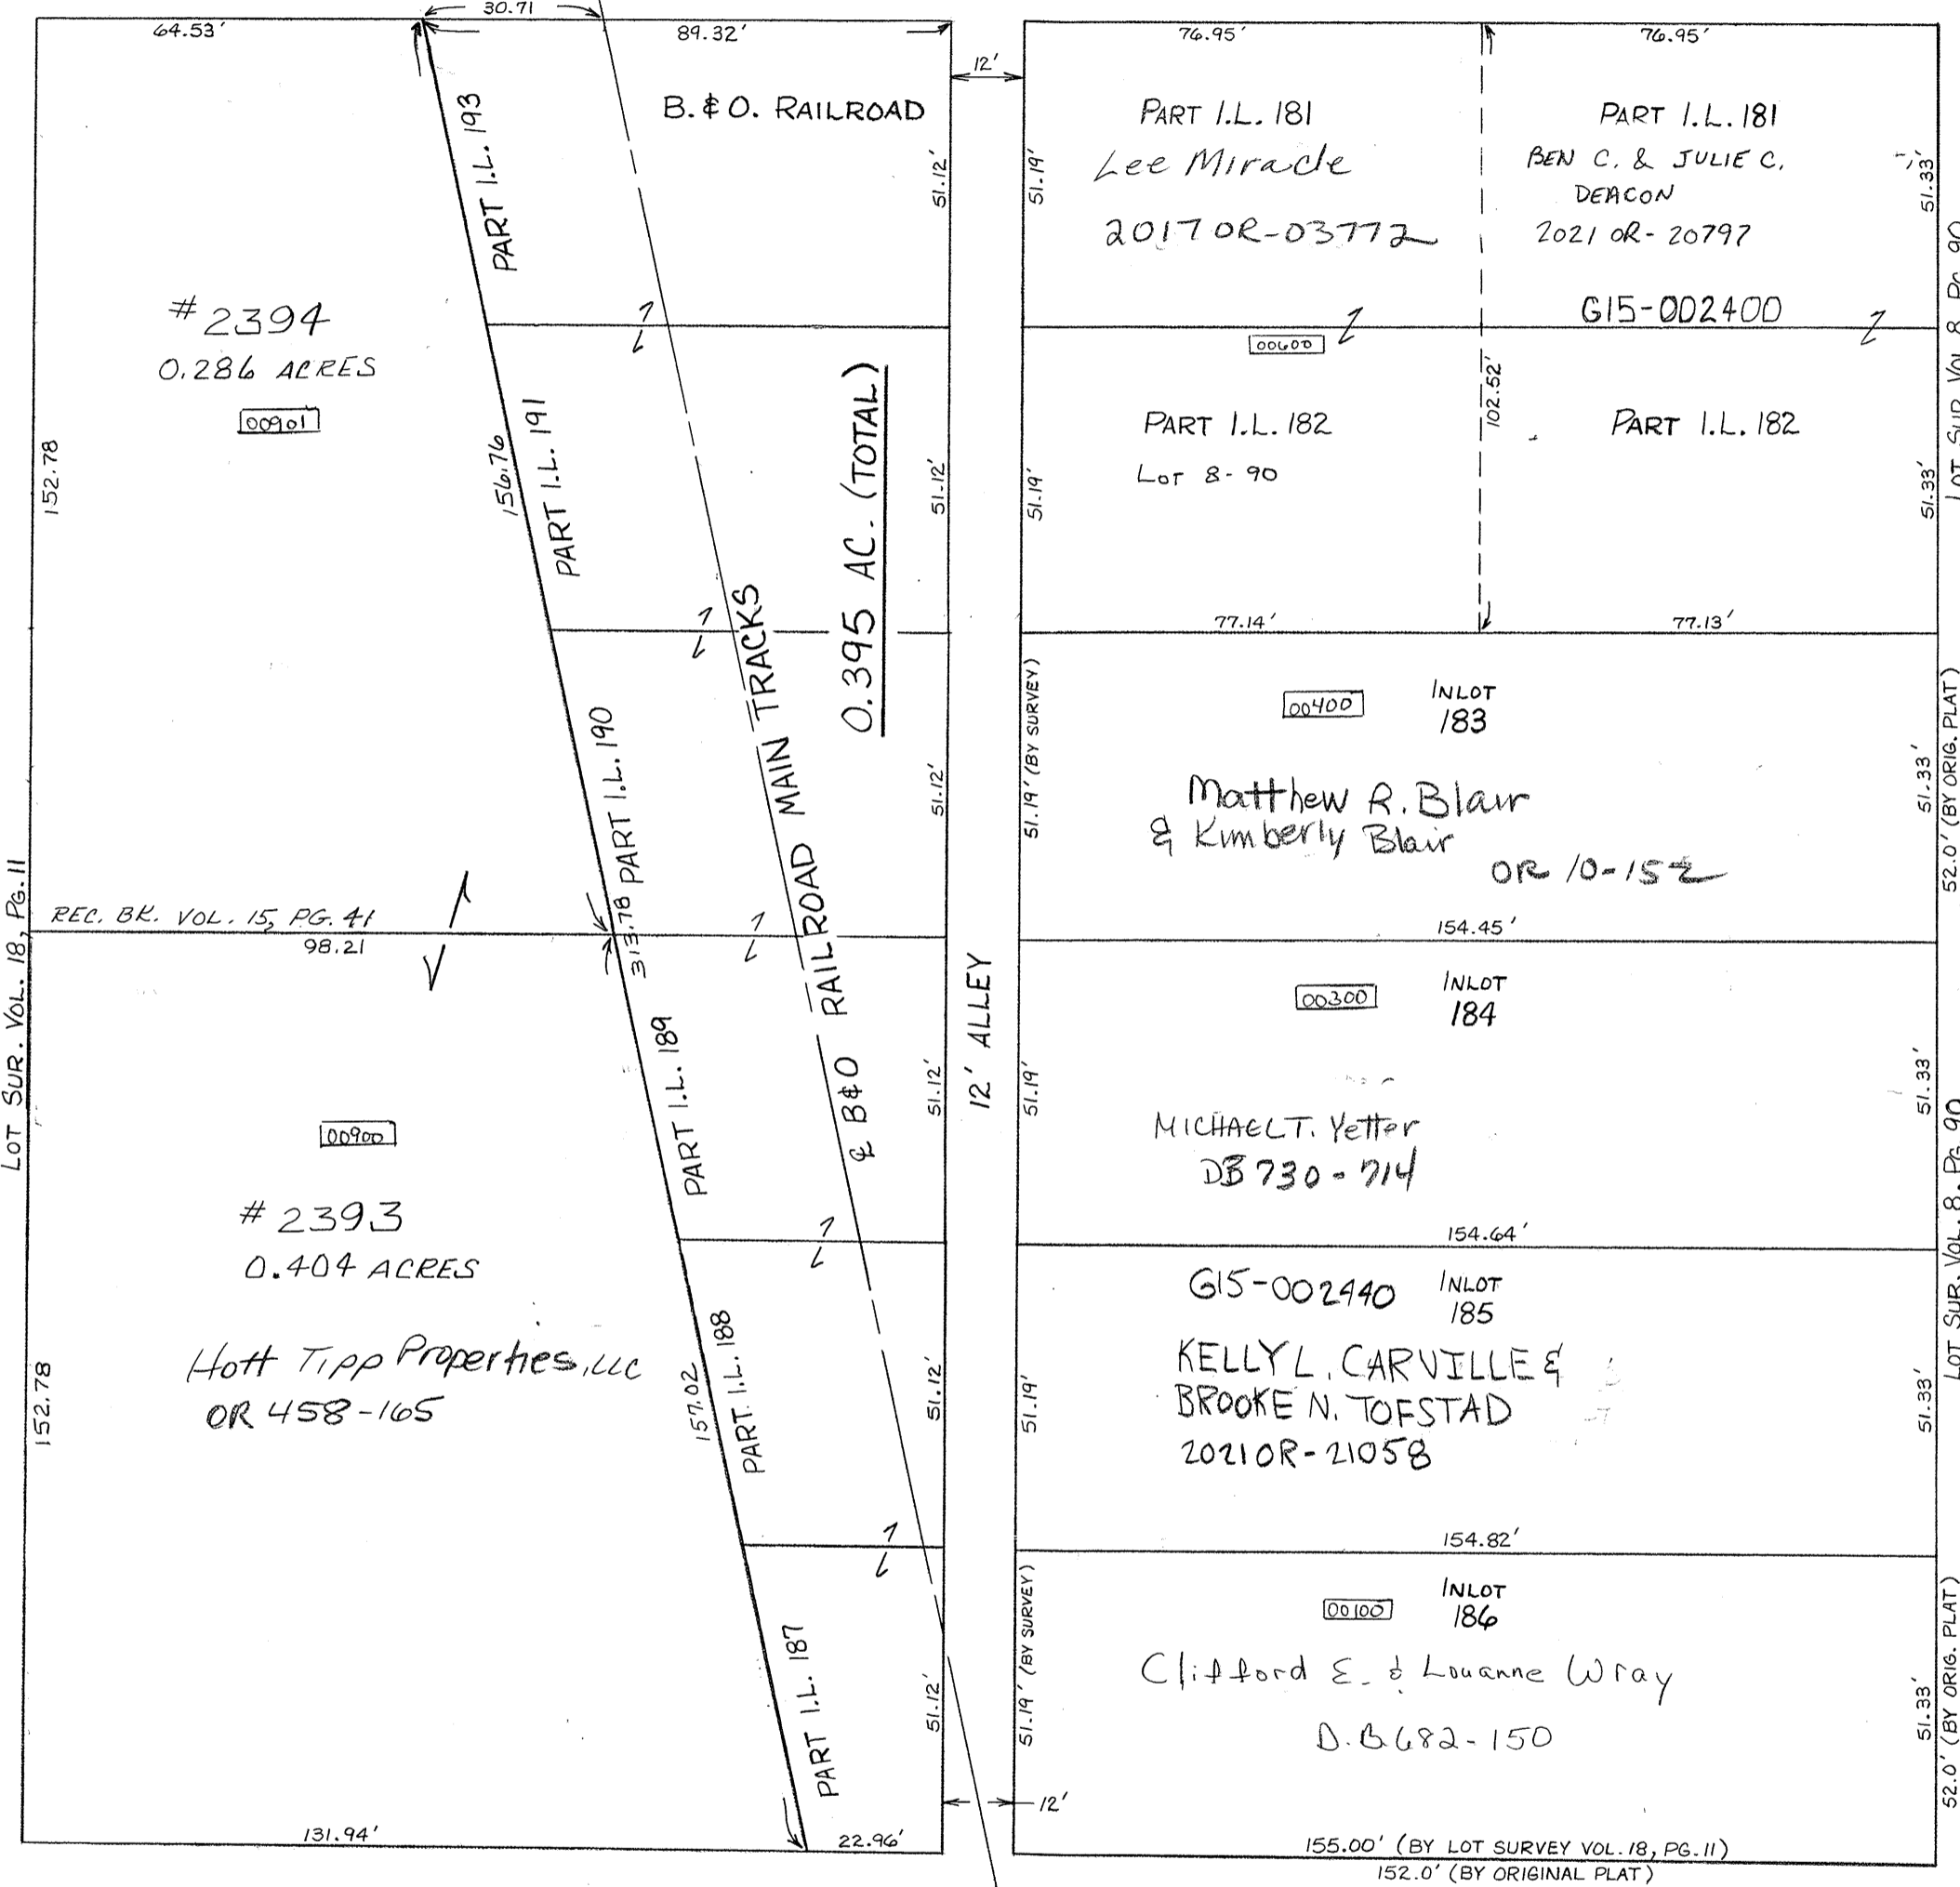 30.71
64.53'
89.32'
76.95'
76.95'
12'
B. & O. RAILROAD
PART I.L. 193
51.12'
51.19'
PART I.L. 181
Lee Miracle
2017 OR-03772
PART I.L. 181
BEN C. & JULIE C.
DEACON
2021 OR-20797
G15-002400
51.33'
LOT SUR. VOL. 8, PG. 90
# 2394
0.286 ACRES
00901
152.78
156.76
PART I.L. 191
51.12'
0.395 AC. (TOTAL)
00600
PART I.L. 182
LOT 8-90
51.19'
102.52'
PART I.L. 182
51.33'
77.14'
77.13'
PART I.L. 190
313.78
51.12'
℄ B&O RAILROAD MAIN TRACKS
51.19' (BY SURVEY)
00400
INLOT
183
Matthew R. Blair
& Kimberly Blair
OR 10-152
51.33'
52.0' (BY ORIG. PLAT)
154.45'
LOT SUR. VOL. 18, PG. 11
REC. BK. VOL. 15, PG. 41
98.21
PART I.L. 189
51.12'
12' ALLEY
51.19'
00300
INLOT
184
MICHAEL T. Yetter
DB 730-714
51.33'
154.64'
LOT SUR. VOL. 8, PG. 90
00900
# 2393
0.404 ACRES
Hott Tipp Properties, LLC
OR 458-165
152.78
157.02
PART I.L. 188
51.12'
51.19'
G15-002440
INLOT
185
KELLY L. CARVILLE &
BROOKE N. TOFSTAD
2021OR-21058
51.33'
154.82'
PART I.L. 187
51.12'
51.19' (BY SURVEY)
00100
INLOT
186
Clifford E. & Louanne Wray
D.B. 682-150
51.33'
52.0' (BY ORIG. PLAT)
12'
131.94'
22.96'
155.00' (BY LOT SURVEY VOL. 18, PG. 11)
152.0' (BY ORIGINAL PLAT)